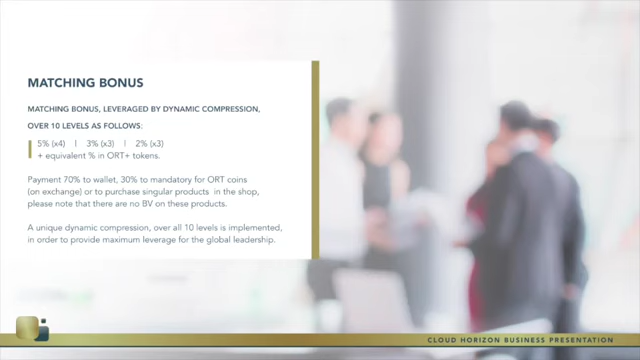 MATCHING BONUS
MATCHING BONUS, LEVERAGED BY DYNAMIC COMPRESSION,
OVER 10 LEVELS AS FOLLOWS:
5% (x4) | 3% (x3) | 2% (x3)
+ equivalent % in ORT+ tokens.
Payment 70% to wallet, 30% to mandatory for ORT coins
(on exchange) or to purchase singular products in the shop,
please note that there are no BV on these products.
A unique dynamic compression, over all 10 levels is implemented,
in order to provide maximum leverage for the global leadership.
CLOUD HORIZON BUSINESS PRESENTATION